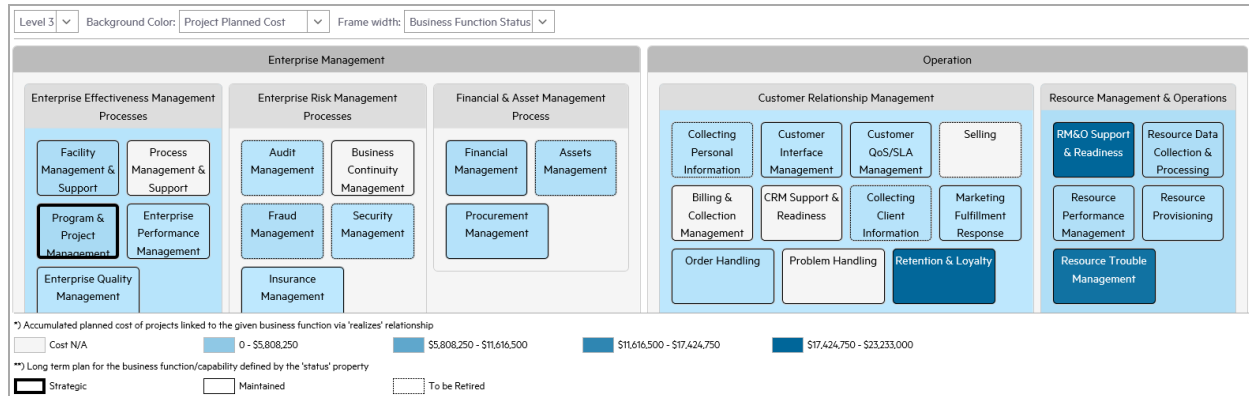 Level 3 Background Color: Project Planned Cost Frame width: Business Function Status
Enterprise Management
Operation
Enterprise Effectiveness Management
Processes
Enterprise Risk Management
Processes
Financial & Asset Management
Process
Customer Relationship Management
Resource Management & Operations
Facility
Management &
Support
Process
Management &
Support
Audit
Management
Business
Continuity
Management
Financial
Management
Assets
Management
Collecting
Personal
Information
Customer
Interface
Management
Customer
QoS/SLA
Management
Selling
RM&O Support
& Readiness
Resource Data
Collection &
Processing
Program &
Project
Management
Enterprise
Performance
Management
Fraud
Management
Security
Management
Procurement
Management
Billing &
Collection
Management
CRM Support &
Readiness
Collecting
Client
Information
Marketing
Fulfillment
Response
Resource
Performance
Management
Resource
Provisioning
Enterprise Quality
Management
Insurance
Management
Order Handling
Problem Handling
Retention & Loyalty
Resource Trouble
Management
*) Accumulated planned cost of projects linked to the given business function via 'realizes' relationship
Cost N/A 0 - $5,808,250 $5,808,250 - $11,616,500 $11,616,500 - $17,424,750 $17,424,750 - $23,233,000
**) Long term plan for the business function/capability defined by the 'status' property
Strategic Maintained To be Retired